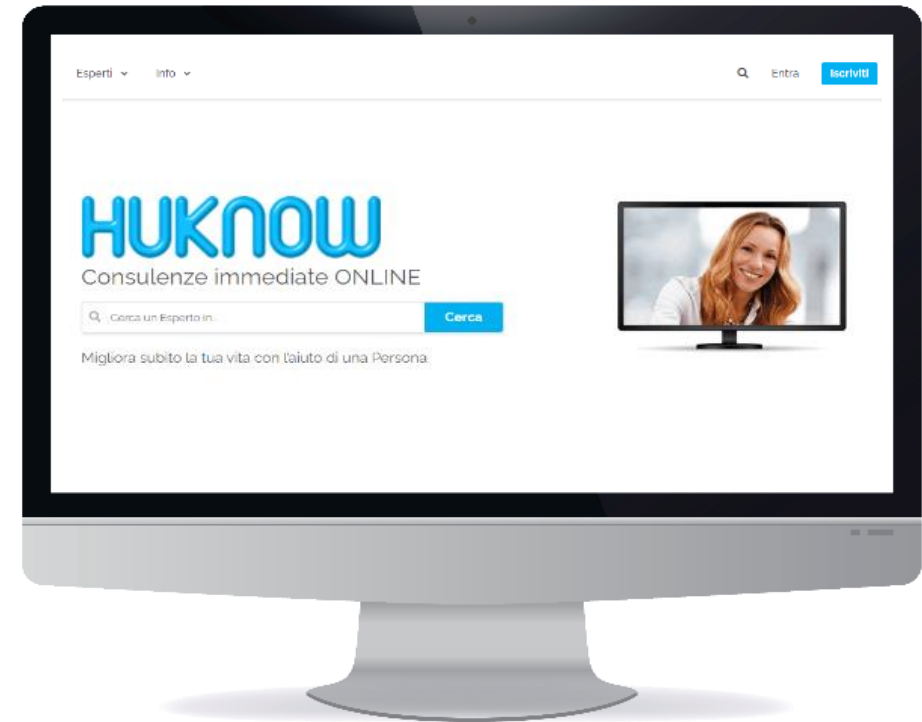 Esperti
Info
Entra
Iscriviti
HUKNOW
Consulenze immediate ONLINE
Cerca un Esperto in...
Cerca
Migliora subito la tua vita con l'aiuto di una Persona